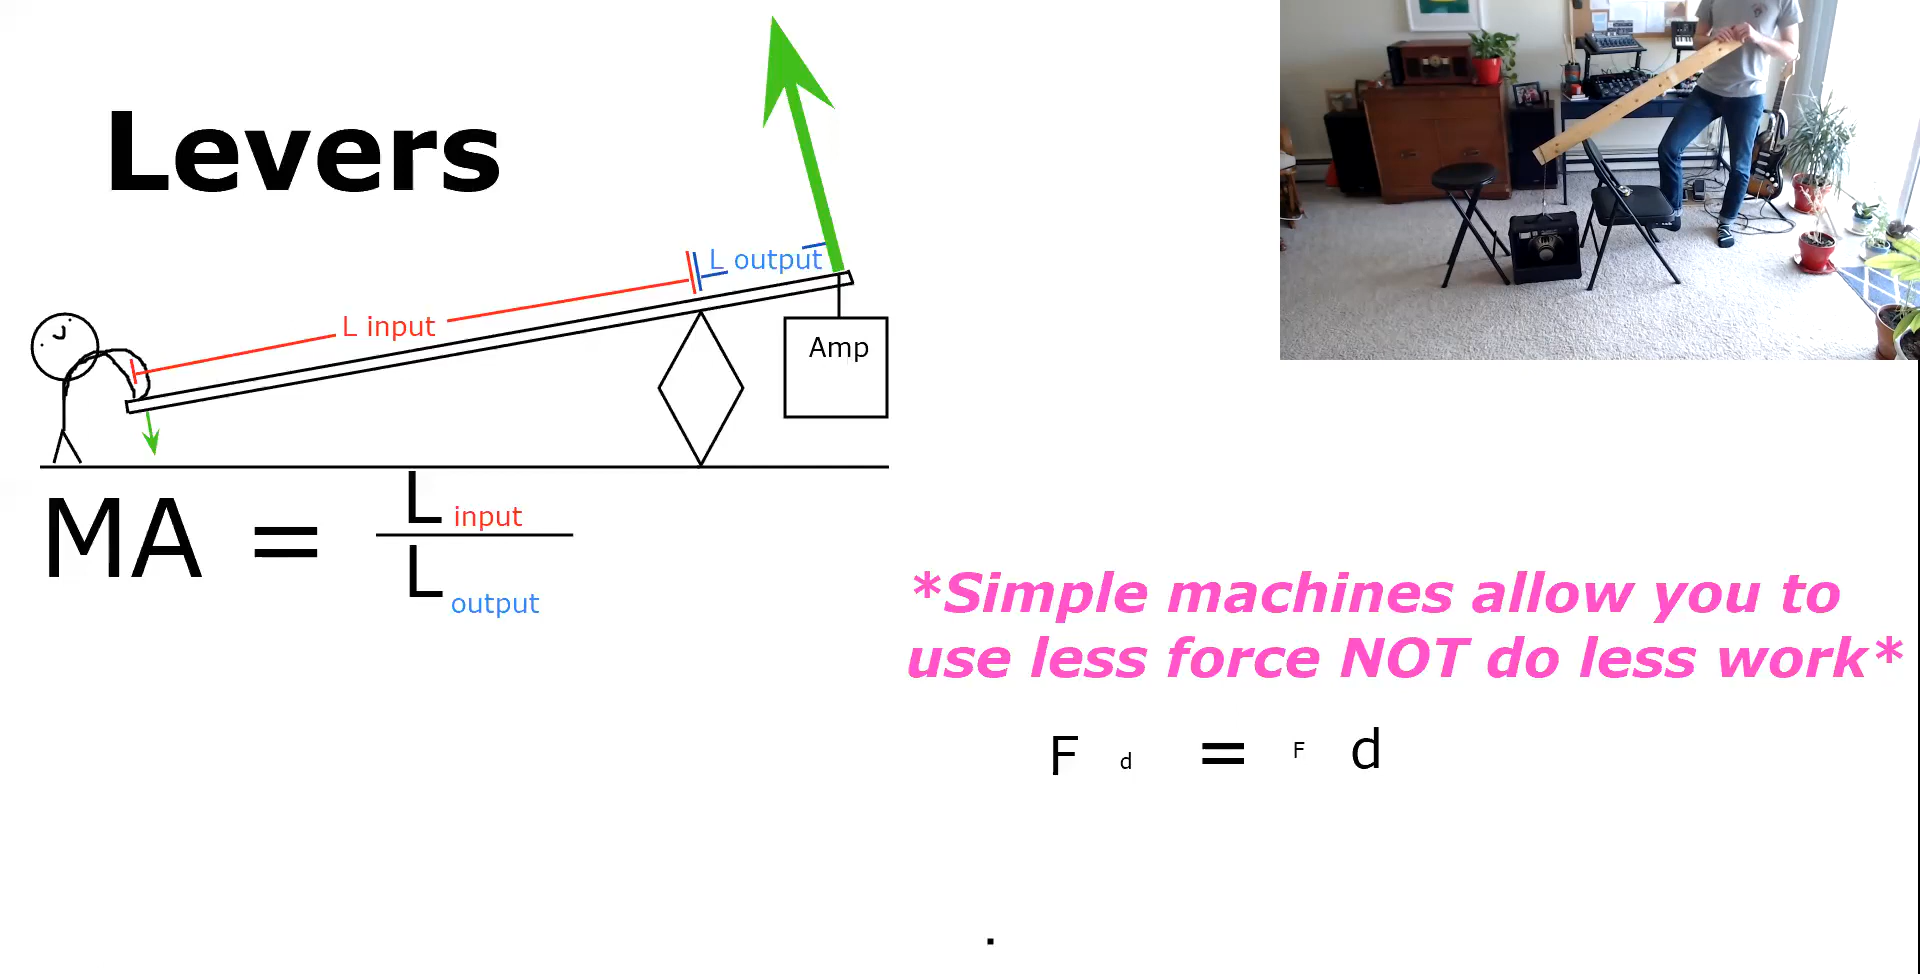 Levers
L output
L input
Amp
MA = L input
L output
*Simple machines allow you to
use less force NOT do less work*
F d = F d
.